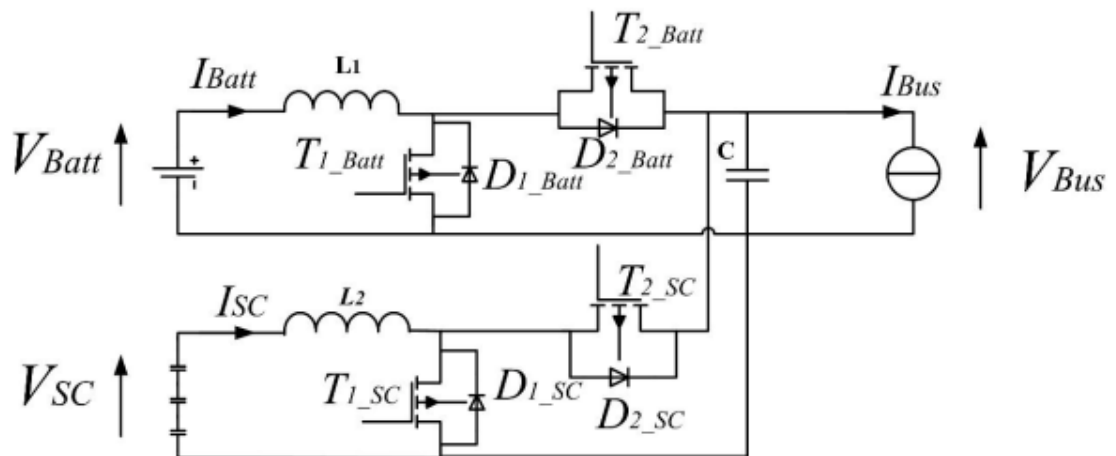 T2_Batt
IBatt
L1
IBus
VBatt
+
-
T1_Batt
D1_Batt
D2_Batt
C
VBus
ISC
L2
T2_SC
VSC
T1_SC
D1_SC
D2_SC